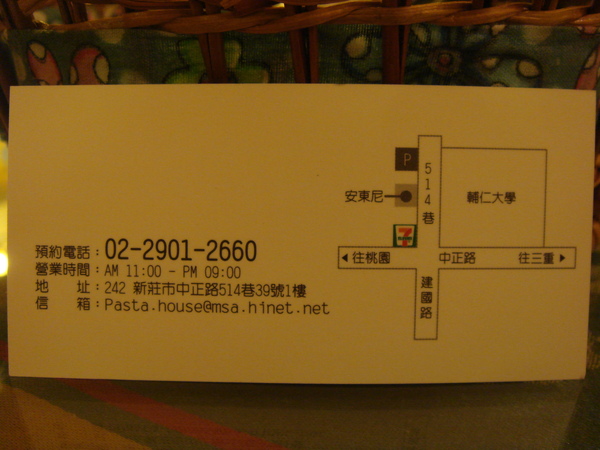 預約電話：02-2901-2660
營業時間：AM 11:00 - PM 09:00
地　　址：242 新莊市中正路514巷39號1樓
信　　箱：Pasta.house@msa.hinet.net
P
514巷
安東尼
輔仁大學
7
往桃園
中正路
往三重
建國路